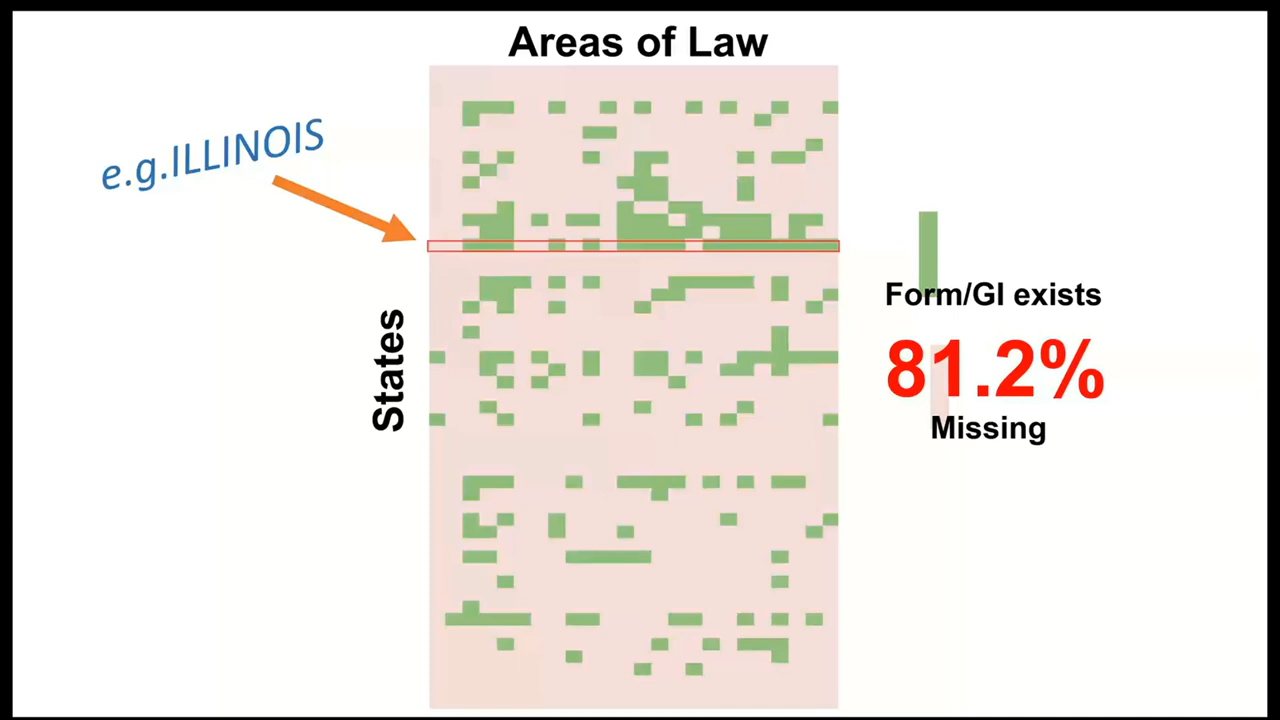 Areas of Law
e.g.ILLINOIS
States
Form/GI exists
81.2%
Missing